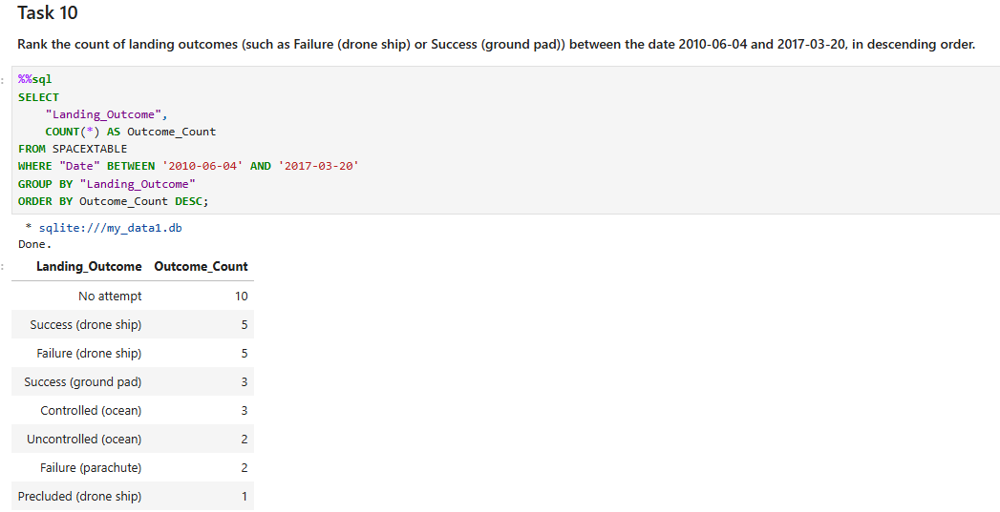 Task 10
Rank the count of landing outcomes (such as Failure (drone ship) or Success (ground pad)) between the date 2010-06-04 and 2017-03-20, in descending order.
%%sql
SELECT
"Landing_Outcome",
COUNT(*) AS Outcome_Count
FROM SPACEXTABLE
WHERE "Date" BETWEEN '2010-06-04' AND '2017-03-20'
GROUP BY "Landing_Outcome"
ORDER BY Outcome_Count DESC;
* sqlite:///my_data1.db
Done.
Landing_Outcome Outcome_Count
No attempt 10
Success (drone ship) 5
Failure (drone ship) 5
Success (ground pad) 3
Controlled (ocean) 3
Uncontrolled (ocean) 2
Failure (parachute) 2
Precluded (drone ship) 1